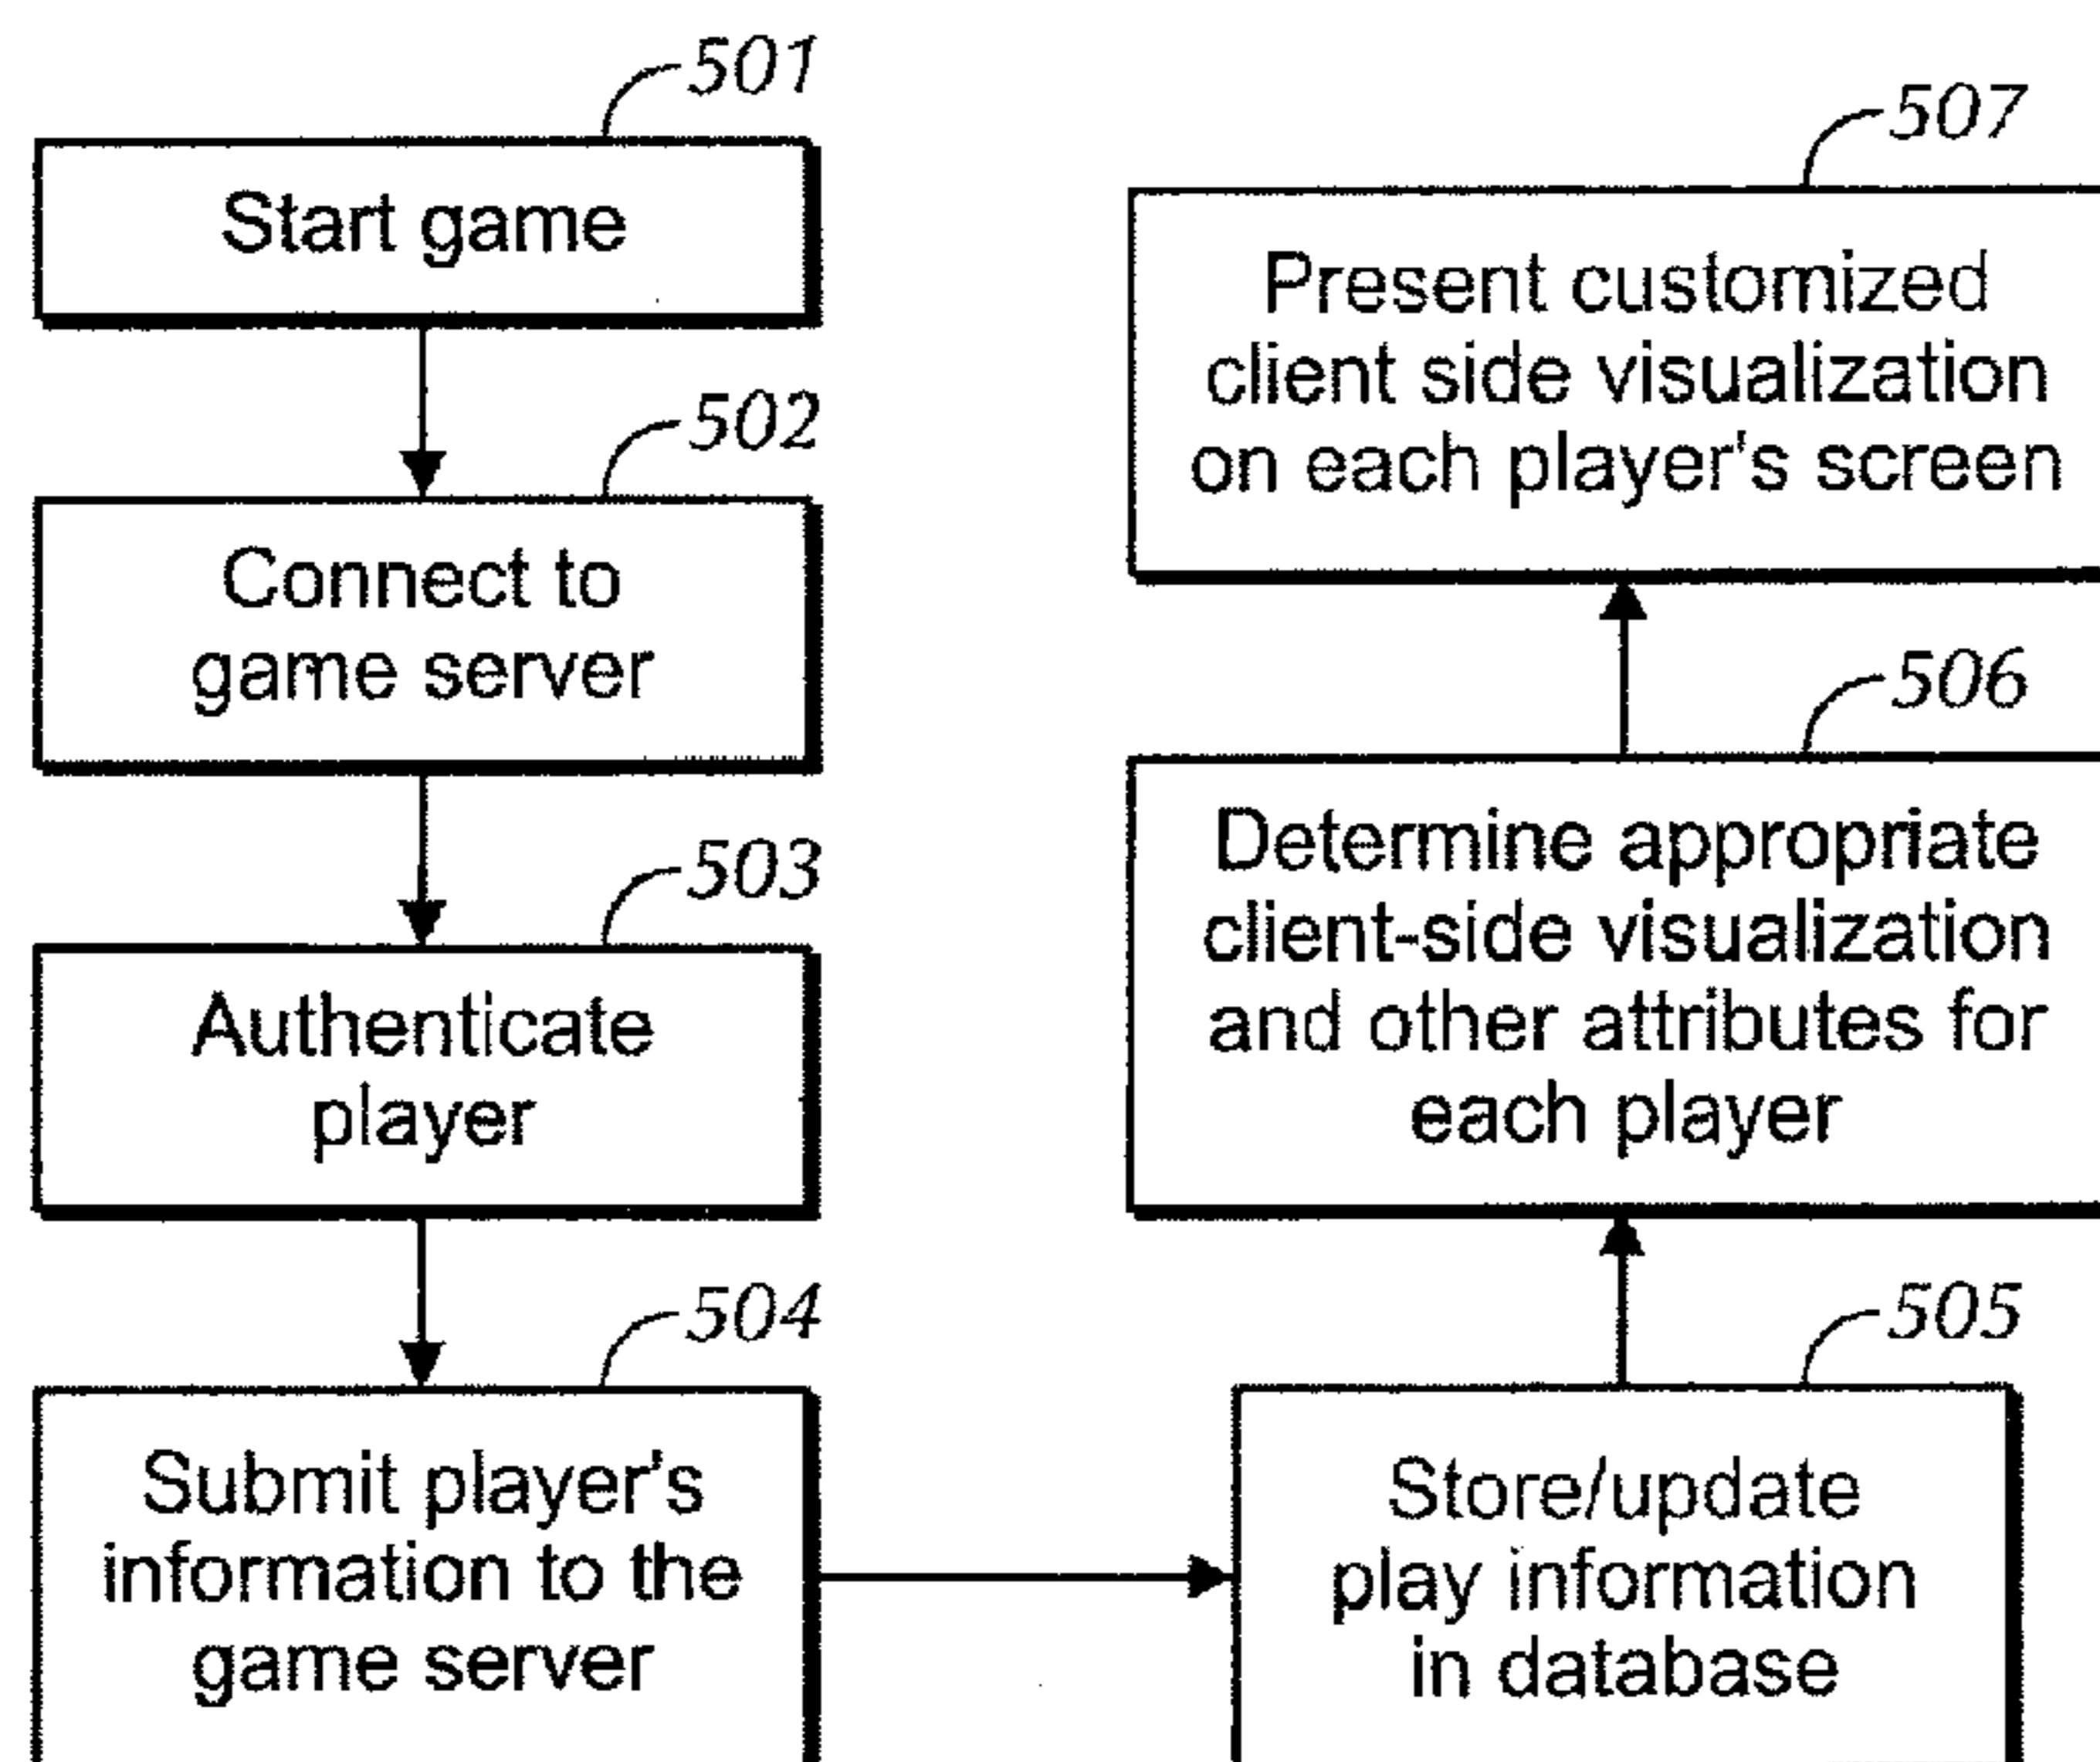 501
Start game
502
Connect to
game server
503
Authenticate
player
504
Submit player's
information to the
game server
505
Store/update
play information
in database
506
Determine appropriate
client-side visualization
and other attributes for
each player
507
Present customized
client side visualization
on each player's screen